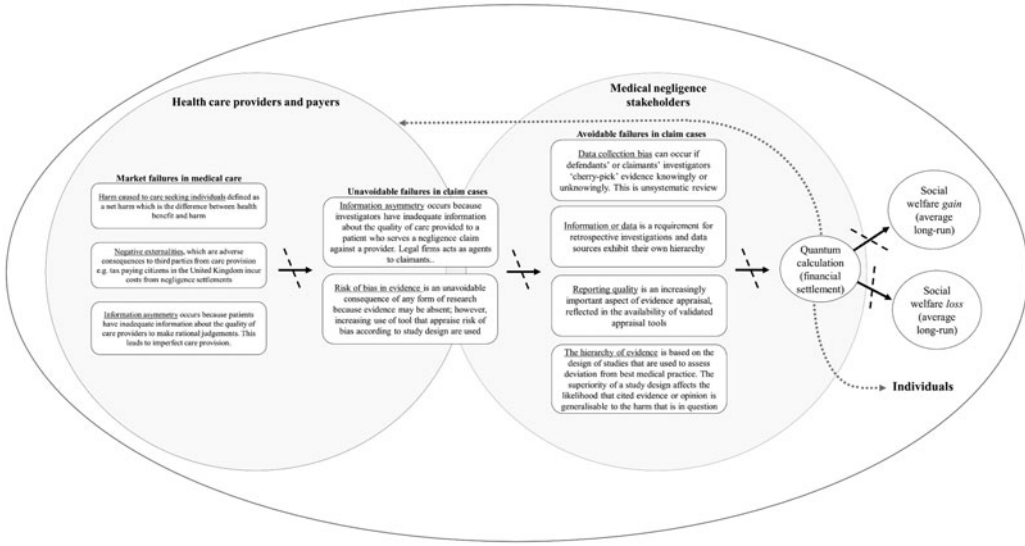 Health care providers and payers
Market failures in medical care
Harm caused to care seeking individuals defined as
a net harm which is the difference between health
benefit and harm
Negative externalities, which are adverse
consequences to third parties from care provision
e.g. tax paying citizens in the United Kingdom incur
costs from negligence settlements
Information asymmetry occurs because patients
have inadequate information about the quality of
care providers to make rational judgements. This
leads to imperfect care provision.
Unavoidable failures in claim cases
Information asymmetry occurs because
investigators have inadequate information
about the quality of care provided to a
patient who serves a negligence claim
against a provider. Legal firms acts as agents
to claimants...
Risk of bias in evidence is an unavoidable
consequence of any form of research
because evidence may be absent; however,
increasing use of tool that appraise risk of
bias according to study design are used
Medical negligence
stakeholders
Avoidable failures in claim cases
Data collection bias can occur if
defendants' or claimants' investigators
'cherry-pick' evidence knowingly or
unknowingly. This is unsystematic review
Information or data is a requirement for
retrospective investigations and data
sources exhibit their own hierarchy
Reporting quality is an increasingly
important aspect of evidence appraisal,
reflected in the availability of validated
appraisal tools
The hierarchy of evidence is based on the
design of studies that are used to assess
deviation from best medical practice. The
superiority of a study design affects the
likelihood that cited evidence or opinion is
generalisable to the harm that is in question
Quantum
calculation
(financial
settlement)
Social
welfare gain
(average
long-run)
Social
welfare loss
(average
long-run)
Individuals